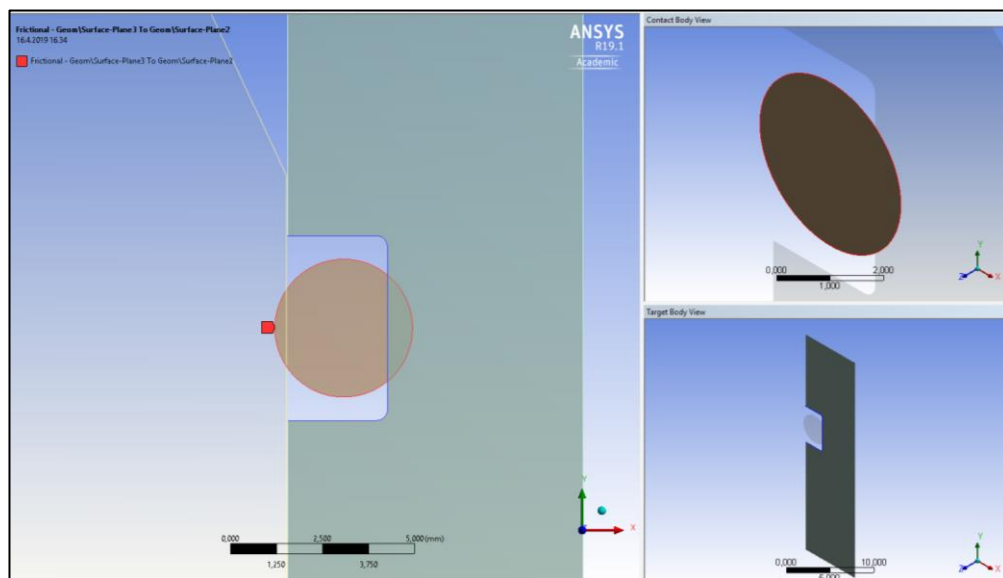 Frictional - Geom\Surface-Plane3 To Geom\Surface-Plane2
16.4.2019 16.34
Frictional - Geom\Surface-Plane3 To Geom\Surface-Plane2
ANSYS
R19.1
Academic
0,000
2,500
5,000 (mm)
1,250
3,750
Y
X
Contact Body View
0,000
2,000
1,000
Y
Z
X
Target Body View
0,000
10,000
5,000
Y
Z
X